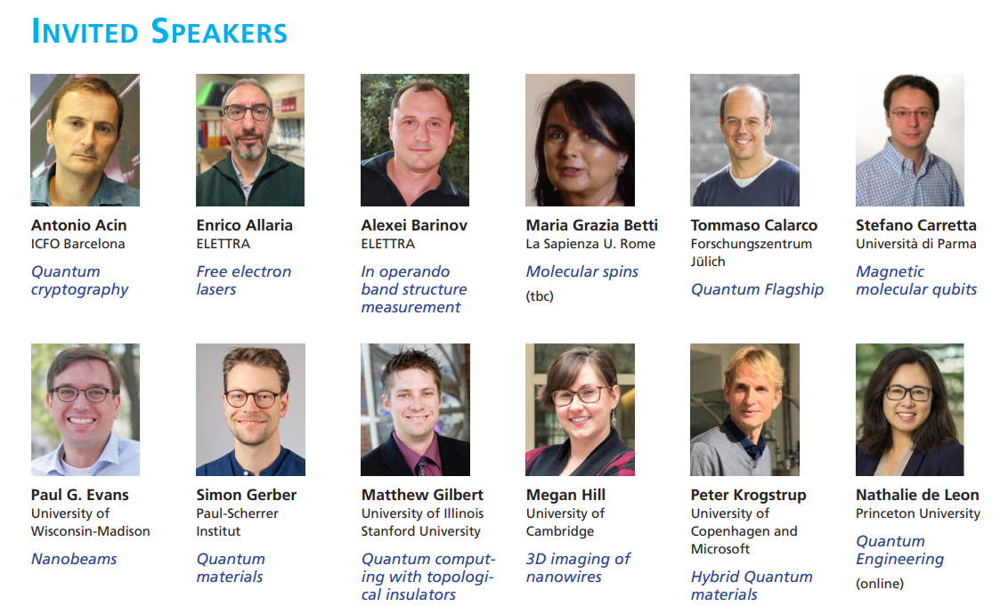 INVITED SPEAKERS
Antonio Acin
ICFO Barcelona
Quantum
cryptography
Enrico Allaria
ELETTRA
Free electron
lasers
Alexei Barinov
ELETTRA
In operando
band structure
measurement
Maria Grazia Betti
La Sapienza U. Rome
Molecular spins
(tbc)
Tommaso Calarco
Forschungszentrum
Jülich
Quantum Flagship
Stefano Carretta
Università di Parma
Magnetic
molecular qubits
Paul G. Evans
University of
Wisconsin-Madison
Nanobeams
Simon Gerber
Paul-Scherrer
Institut
Quantum
materials
Matthew Gilbert
University of Illinois
Stanford University
Quantum comput-
ing with topologi-
cal insulators
Megan Hill
University of
Cambridge
3D imaging of
nanowires
Peter Krogstrup
University of
Copenhagen and
Microsoft
Hybrid Quantum
materials
Nathalie de Leon
Princeton University
Quantum
Engineering
(online)